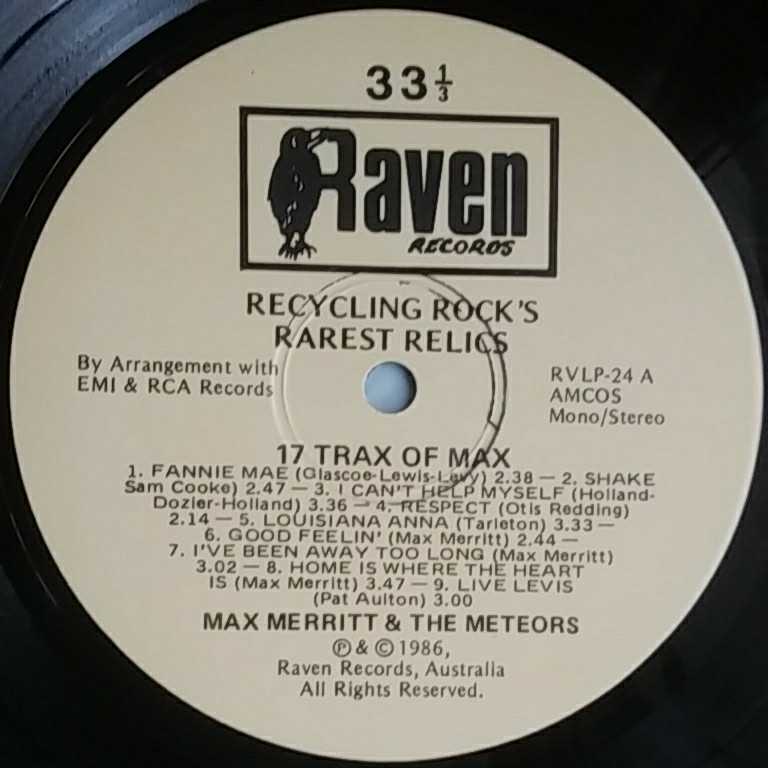 33 1/3
Raven
RECORDS
RECYCLING ROCK'S
RAREST RELICS
By Arrangement with
EMI & RCA Records
RVLP-24 A
AMCOS
Mono/Stereo
17 TRAX OF MAX
1. FANNIE MAE (Glascoe-Lewis-Levy) 2.38 — 2. SHAKE
Sam Cooke) 2.47 — 3. I CAN'T HELP MYSELF (Holland-
Dozier-Holland) 3.36 — 4. RESPECT (Otis Redding)
2.14 — 5. LOUISIANA ANNA (Tarleton) 3.33 —
6. GOOD FEELIN' (Max Merritt) 2.44 —
7. I'VE BEEN AWAY TOO LONG (Max Merritt)
3.02 — 8. HOME IS WHERE THE HEART
IS (Max Merritt) 3.47 — 9. LIVE LEVIS
(Pat Aulton) 3.00
MAX MERRITT & THE METEORS
℗ & © 1986,
Raven Records, Australia
All Rights Reserved.